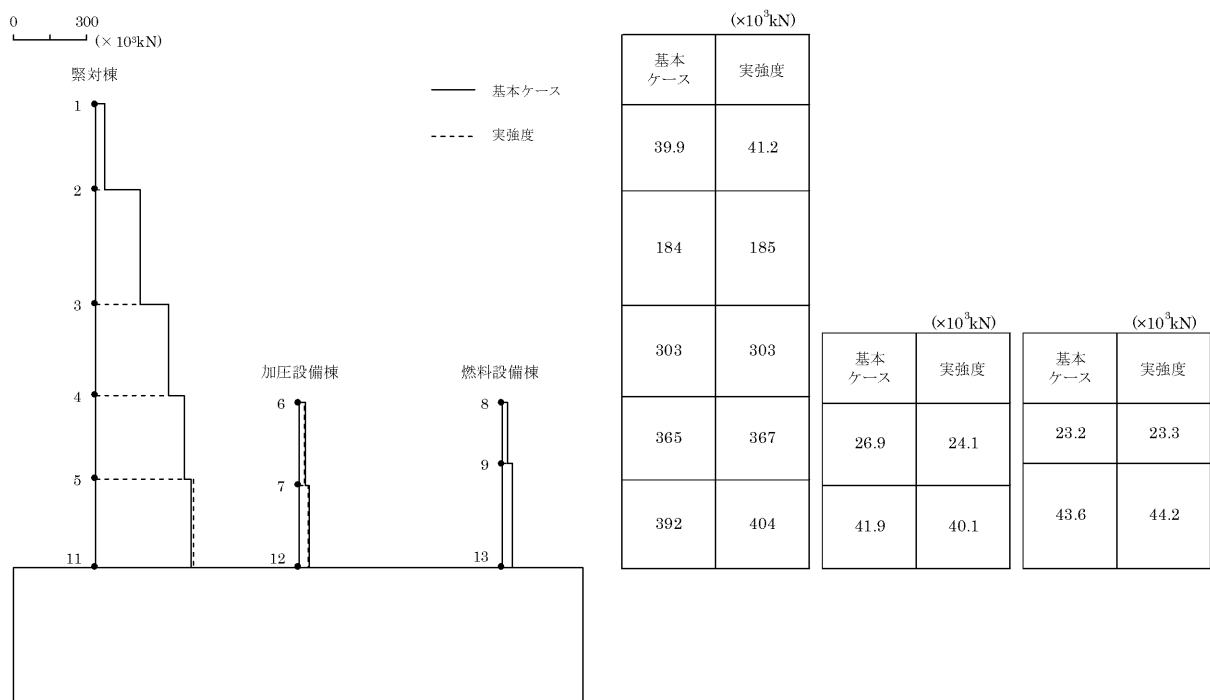 0 300
(× 10³kN)
緊対棟
1
2
3
4
5
11
基本ケース
実強度
加圧設備棟
6
7
12
燃料設備棟
8
9
13
(×10³kN)
基本
ケース
実強度
39.9 41.2
184 185
303 303
365 367
392 404
(×10³kN)
基本
ケース
実強度
26.9 24.1
41.9 40.1
(×10³kN)
基本
ケース
実強度
23.2 23.3
43.6 44.2